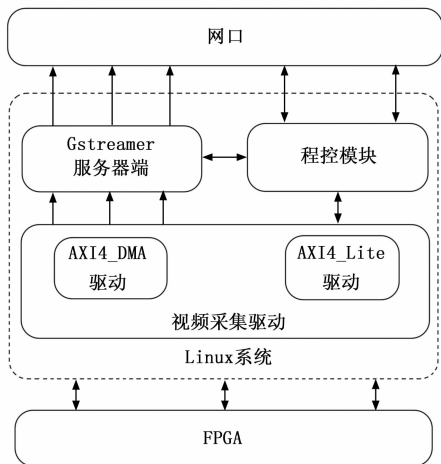 网口
Gstreamer
服务器端
程控模块
AXI4_DMA
驱动
AXI4_Lite
驱动
视频采集驱动
Linux系统
FPGA